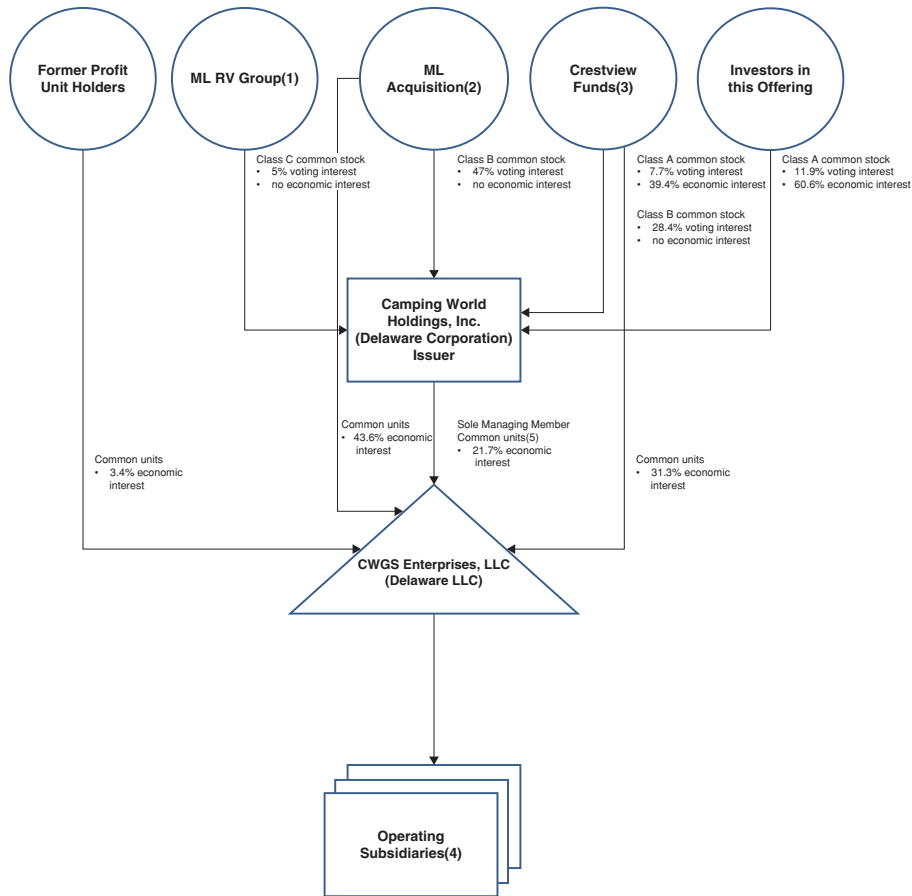 Former Profit
Unit Holders
ML RV Group(1)
ML
Acquisition(2)
Crestview
Funds(3)
Investors in
this Offering
Class C common stock
• 5% voting interest
• no economic interest
Class B common stock
• 47% voting interest
• no economic interest
Class A common stock
• 7.7% voting interest
• 39.4% economic interest
Class B common stock
• 28.4% voting interest
• no economic interest
Class A common stock
• 11.9% voting interest
• 60.6% economic interest
Camping World
Holdings, Inc.
(Delaware Corporation)
Issuer
Common units
• 3.4% economic
interest
Common units
• 43.6% economic
interest
Sole Managing Member
Common units(5)
• 21.7% economic
interest
Common units
• 31.3% economic
interest
CWGS Enterprises, LLC
(Delaware LLC)
Operating
Subsidiaries(4)